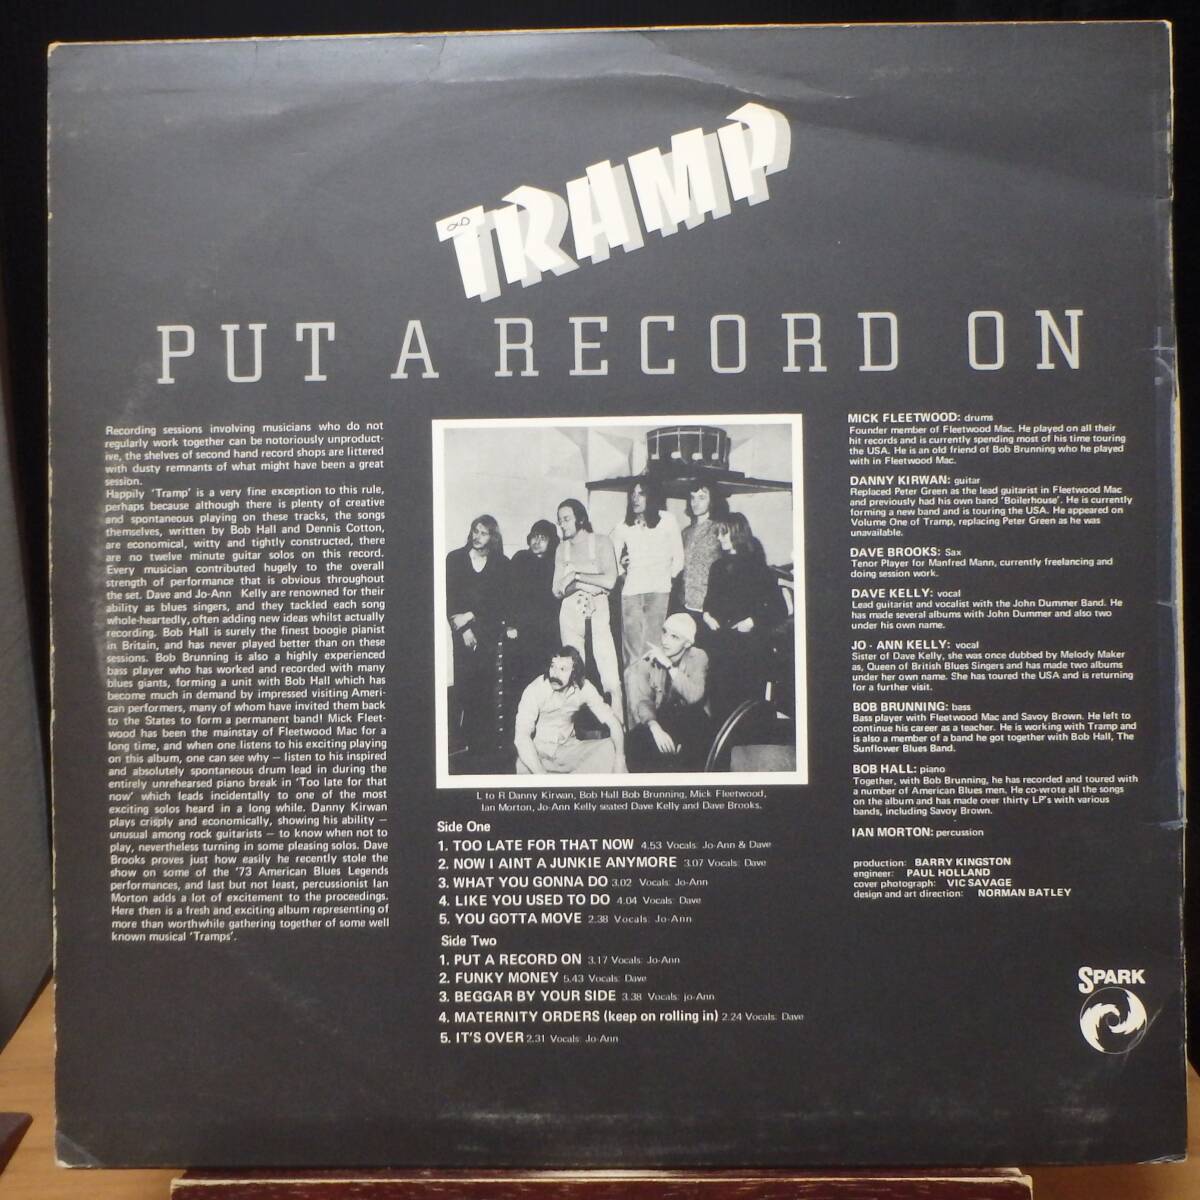 TRAMP
PUT A RECORD ON
Recording sessions involving musicians who do not
regularly work together can be notoriously unproduct-
ive, the shelves of second hand record shops are littered
with dusty remnants of what might have been a great
session.
Happily 'Tramp' is a very fine exception to this rule,
perhaps because although there is plenty of creative
and spontaneous playing on these tracks, the songs
themselves, written by Bob Hall and Dennis Cotton,
are economical, witty and tightly constructed, there
are no twelve minute guitar solos on this record.
Every musician contributed hugely to the overall
strength of performance that is obvious throughout
the set. Dave and Jo-Ann Kelly are renowned for their
ability as blues singers, and they tackled each song
whole-heartedly, often adding new ideas whilst actually
recording. Bob Hall is surely the finest boogie pianist
in Britain, and has never played better than on these
sessions. Bob Brunning is also a highly experienced
bass player who has worked and recorded with many
blues giants, forming a unit with Bob Hall which has
become much in demand by impressed visiting Ameri-
can performers, many of whom have invited them back
to the States to form a permanent band! Mick Fleet-
wood has been the mainstay of Fleetwood Mac for a
long time, and when one listens to his exciting playing
on this album, one can see why — listen to his inspired
and absolutely spontaneous drum lead in during the
entirely unrehearsed piano break in 'Too late for that
now' which leads incidentally to one of the most
exciting solos heard in a long while. Danny Kirwan
plays crisply and economically, showing his ability —
unusual among rock guitarists — to know when not to
play, nevertheless turning in some pleasing solos. Dave
Brooks proves just how easily he recently stole the
show on some of the '73 American Blues Legends
performances, and last but not least, percussionist Ian
Morton adds a lot of excitement to the proceedings.
Here then is a fresh and exciting album representing of
more than worthwhile gathering together of some well
known musical 'Tramps'.
L to R Danny Kirwan, Bob Hall Bob Brunning, Mick Fleetwood,
Ian Morton, Jo-Ann Kelly seated Dave Kelly and Dave Brooks.
Side One
1. TOO LATE FOR THAT NOW 4.53 Vocals: Jo-Ann & Dave
2. NOW I AINT A JUNKIE ANYMORE 3.07 Vocals: Dave
3. WHAT YOU GONNA DO 3.02 Vocals: Jo-Ann
4. LIKE YOU USED TO DO 4.04 Vocals: Dave
5. YOU GOTTA MOVE 2.38 Vocals: Jo-Ann
Side Two
1. PUT A RECORD ON 3.17 Vocals: Jo-Ann
2. FUNKY MONEY 5.43 Vocals: Dave
3. BEGGAR BY YOUR SIDE 3.38 Vocals: jo-Ann
4. MATERNITY ORDERS (keep on rolling in) 2.24 Vocals: Dave
5. IT'S OVER 2.31 Vocals: Jo-Ann
MICK FLEETWOOD: drums
Founder member of Fleetwood Mac. He played on all their
hit records and is currently spending most of his time touring
the USA. He is an old friend of Bob Brunning who he played
with in Fleetwood Mac.
DANNY KIRWAN: guitar
Replaced Peter Green as the lead guitarist in Fleetwood Mac
and previously had his own band 'Boilerhouse'. He is currently
forming a new band and is touring the USA. He appeared on
Volume One of Tramp, replacing Peter Green as he was
unavailable.
DAVE BROOKS: Sax
Tenor Player for Manfred Mann, currently freelancing and
doing session work.
DAVE KELLY: vocal
Lead guitarist and vocalist with the John Dummer Band. He
has made several albums with John Dummer and also two
under his own name.
JO - ANN KELLY: vocal
Sister of Dave Kelly, she was once dubbed by Melody Maker
as, Queen of British Blues Singers and has made two albums
under her own name. She has toured the USA and is returning
for a further visit.
BOB BRUNNING: bass
Bass player with Fleetwood Mac and Savoy Brown. He left to
continue his career as a teacher. He is working with Tramp and
is also a member of a band he got together with Bob Hall, The
Sunflower Blues Band.
BOB HALL: piano
Together, with Bob Brunning, he has recorded and toured with
a number of American Blues men. He co-wrote all the songs
on the album and has made over thirty LP's with various
bands, including Savoy Brown.
IAN MORTON: percussion
production: BARRY KINGSTON
engineer: PAUL HOLLAND
cover photograph: VIC SAVAGE
design and art direction: NORMAN BATLEY
SPARK